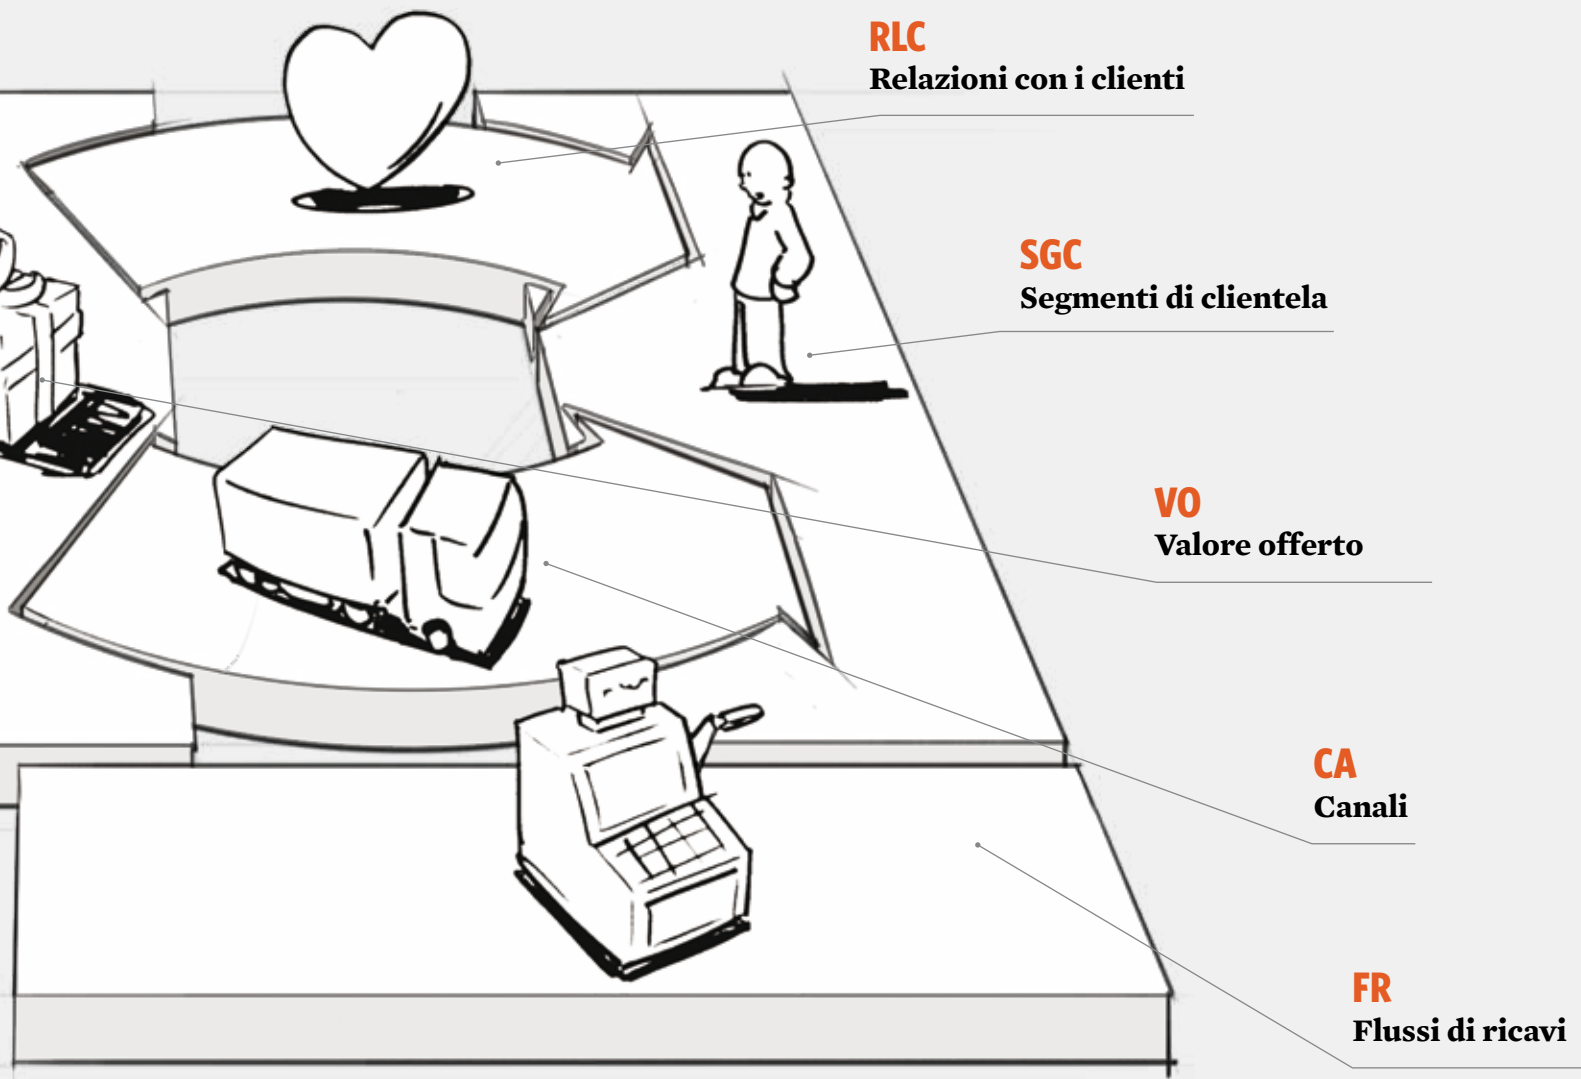 RLC
Relazioni con i clienti
SGC
Segmenti di clientela
VO
Valore offerto
CA
Canali
FR
Flussi di ricavi